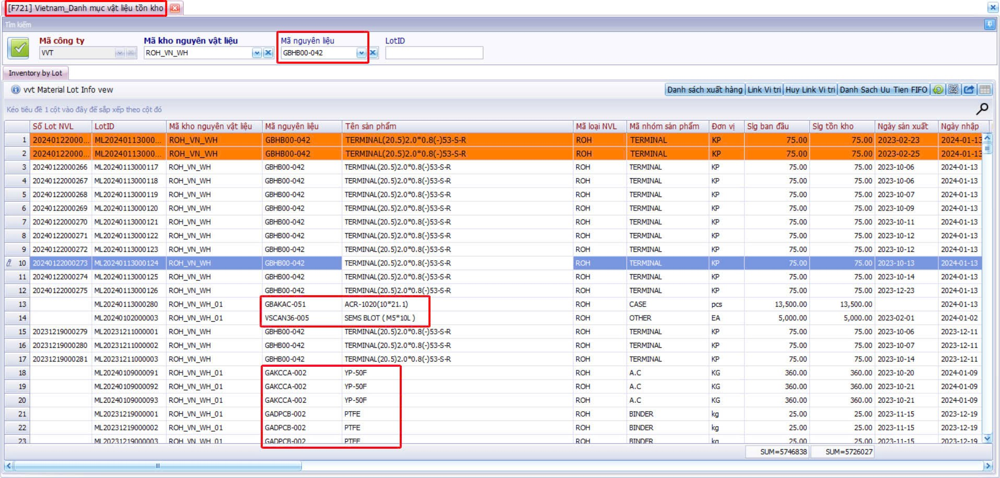 [F721] Vietnam_Danh mục vật liệu tồn kho
Tìm kiếm
Mã công ty Mã kho nguyên vật liệu Mã nguyên liệu LotID
VVT ROH_VN_WH GBHB00-042
Inventory by Lot
vvt Material Lot Info vew Danh sách xuất hàng Link Vi tri Huy Link Vi tri Danh Sach Uu Tien FIFO
Kéo tiêu đề 1 cột vào đây để sắp xếp theo cột đó
Số Lot NVL LotID Mã kho nguyên vật liệu Mã nguyên liệu Tên sản phẩm Mã loại NVL Mã nhóm sản phẩm Đơn vị Slg ban đầu Slg tồn kho Ngày sản xuất Ngày nhập
1 20240122000... ML20240113000... ROH_VN_WH GBHB00-042 TERMINAL(20.5)2.0*0.8(-)53-S-R ROH TERMINAL KP 75.00 75.00 2023-02-23 2024-01-13
2 20240122000... ML20240113000... ROH_VN_WH GBHB00-042 TERMINAL(20.5)2.0*0.8(-)53-S-R ROH TERMINAL KP 75.00 75.00 2023-02-25 2024-01-13
3 20240122000266 ML20240113000117 ROH_VN_WH GBHB00-042 TERMINAL(20.5)2.0*0.8(-)53-S-R ROH TERMINAL KP 75.00 75.00 2023-10-06 2024-01-13
4 20240122000267 ML20240113000118 ROH_VN_WH GBHB00-042 TERMINAL(20.5)2.0*0.8(-)53-S-R ROH TERMINAL KP 75.00 75.00 2023-10-06 2024-01-13
5 20240122000268 ML20240113000119 ROH_VN_WH GBHB00-042 TERMINAL(20.5)2.0*0.8(-)53-S-R ROH TERMINAL KP 75.00 75.00 2023-10-07 2024-01-13
6 20240122000269 ML20240113000120 ROH_VN_WH GBHB00-042 TERMINAL(20.5)2.0*0.8(-)53-S-R ROH TERMINAL KP 75.00 75.00 2023-10-09 2024-01-13
7 20240122000270 ML20240113000121 ROH_VN_WH GBHB00-042 TERMINAL(20.5)2.0*0.8(-)53-S-R ROH TERMINAL KP 75.00 75.00 2023-10-11 2024-01-13
8 20240122000271 ML20240113000122 ROH_VN_WH GBHB00-042 TERMINAL(20.5)2.0*0.8(-)53-S-R ROH TERMINAL KP 75.00 75.00 2023-10-12 2024-01-13
9 20240122000272 ML20240113000123 ROH_VN_WH GBHB00-042 TERMINAL(20.5)2.0*0.8(-)53-S-R ROH TERMINAL KP 75.00 75.00 2023-10-12 2024-01-13
10 20240122000273 ML20240113000124 ROH_VN_WH GBHB00-042 TERMINAL(20.5)2.0*0.8(-)53-S-R ROH TERMINAL KP 75.00 75.00 2023-10-13 2024-01-13
11 20240122000274 ML20240113000125 ROH_VN_WH GBHB00-042 TERMINAL(20.5)2.0*0.8(-)53-S-R ROH TERMINAL KP 75.00 75.00 2023-10-14 2024-01-13
12 20240122000275 ML20240113000126 ROH_VN_WH GBHB00-042 TERMINAL(20.5)2.0*0.8(-)53-S-R ROH TERMINAL KP 75.00 75.00 2023-12-23 2024-01-13
13 ML20240113000280 ROH_VN_WH_01 GBAKAC-051 ACR-1020(10*21.1) ROH CASE pcs 13,500.00 13,500.00 2024-01-13
14 ML20240102000003 ROH_VN_WH_01 VSCAN36-005 SEMS BLOT ( M5*10L ) ROH OTHER EA 5,000.00 5,000.00 2023-02-01 2024-01-02
15 20231219000279 ML20231211000001 ROH_VN_WH GBHB00-042 TERMINAL(20.5)2.0*0.8(-)53-S-R ROH TERMINAL KP 75.00 75.00 2023-10-06 2023-12-11
16 20231219000280 ML20231211000002 ROH_VN_WH GBHB00-042 TERMINAL(20.5)2.0*0.8(-)53-S-R ROH TERMINAL KP 75.00 75.00 2023-10-07 2023-12-11
17 20231219000281 ML20231211000003 ROH_VN_WH GBHB00-042 TERMINAL(20.5)2.0*0.8(-)53-S-R ROH TERMINAL KP 75.00 75.00 2023-10-14 2023-12-11
18 ML20240109000091 ROH_VN_WH_01 GAKCCA-002 YP-50F ROH A.C KG 360.00 360.00 2023-10-20 2024-01-09
19 ML20240109000092 ROH_VN_WH_01 GAKCCA-002 YP-50F ROH A.C KG 360.00 360.00 2023-10-21 2024-01-09
20 ML20240109000093 ROH_VN_WH_01 GAKCCA-002 YP-50F ROH A.C KG 360.00 360.00 2023-10-21 2024-01-09
21 ML20231219000001 ROH_VN_WH_01 GADPCB-002 PTFE ROH BINDER kg 25.00 25.00 2023-11-15 2023-12-19
22 ML20231219000002 ROH_VN_WH_01 GADPCB-002 PTFE ROH BINDER kg 25.00 25.00 2023-11-15 2023-12-19
23 ML20231219000003 ROH_VN_WH_01 GADPCB-002 PTFE ROH BINDER kg 25.00 25.00 2023-11-15 2023-12-19
SUM=5746838 SUM=5726027